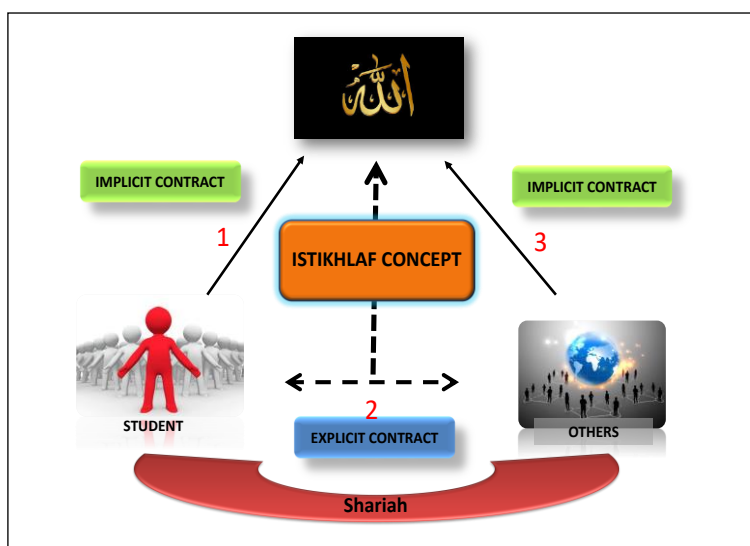 الله
IMPLICIT CONTRACT
IMPLICIT CONTRACT
1
3
ISTIKHLAF CONCEPT
2
STUDENT
EXPLICIT CONTRACT
OTHERS
Shariah